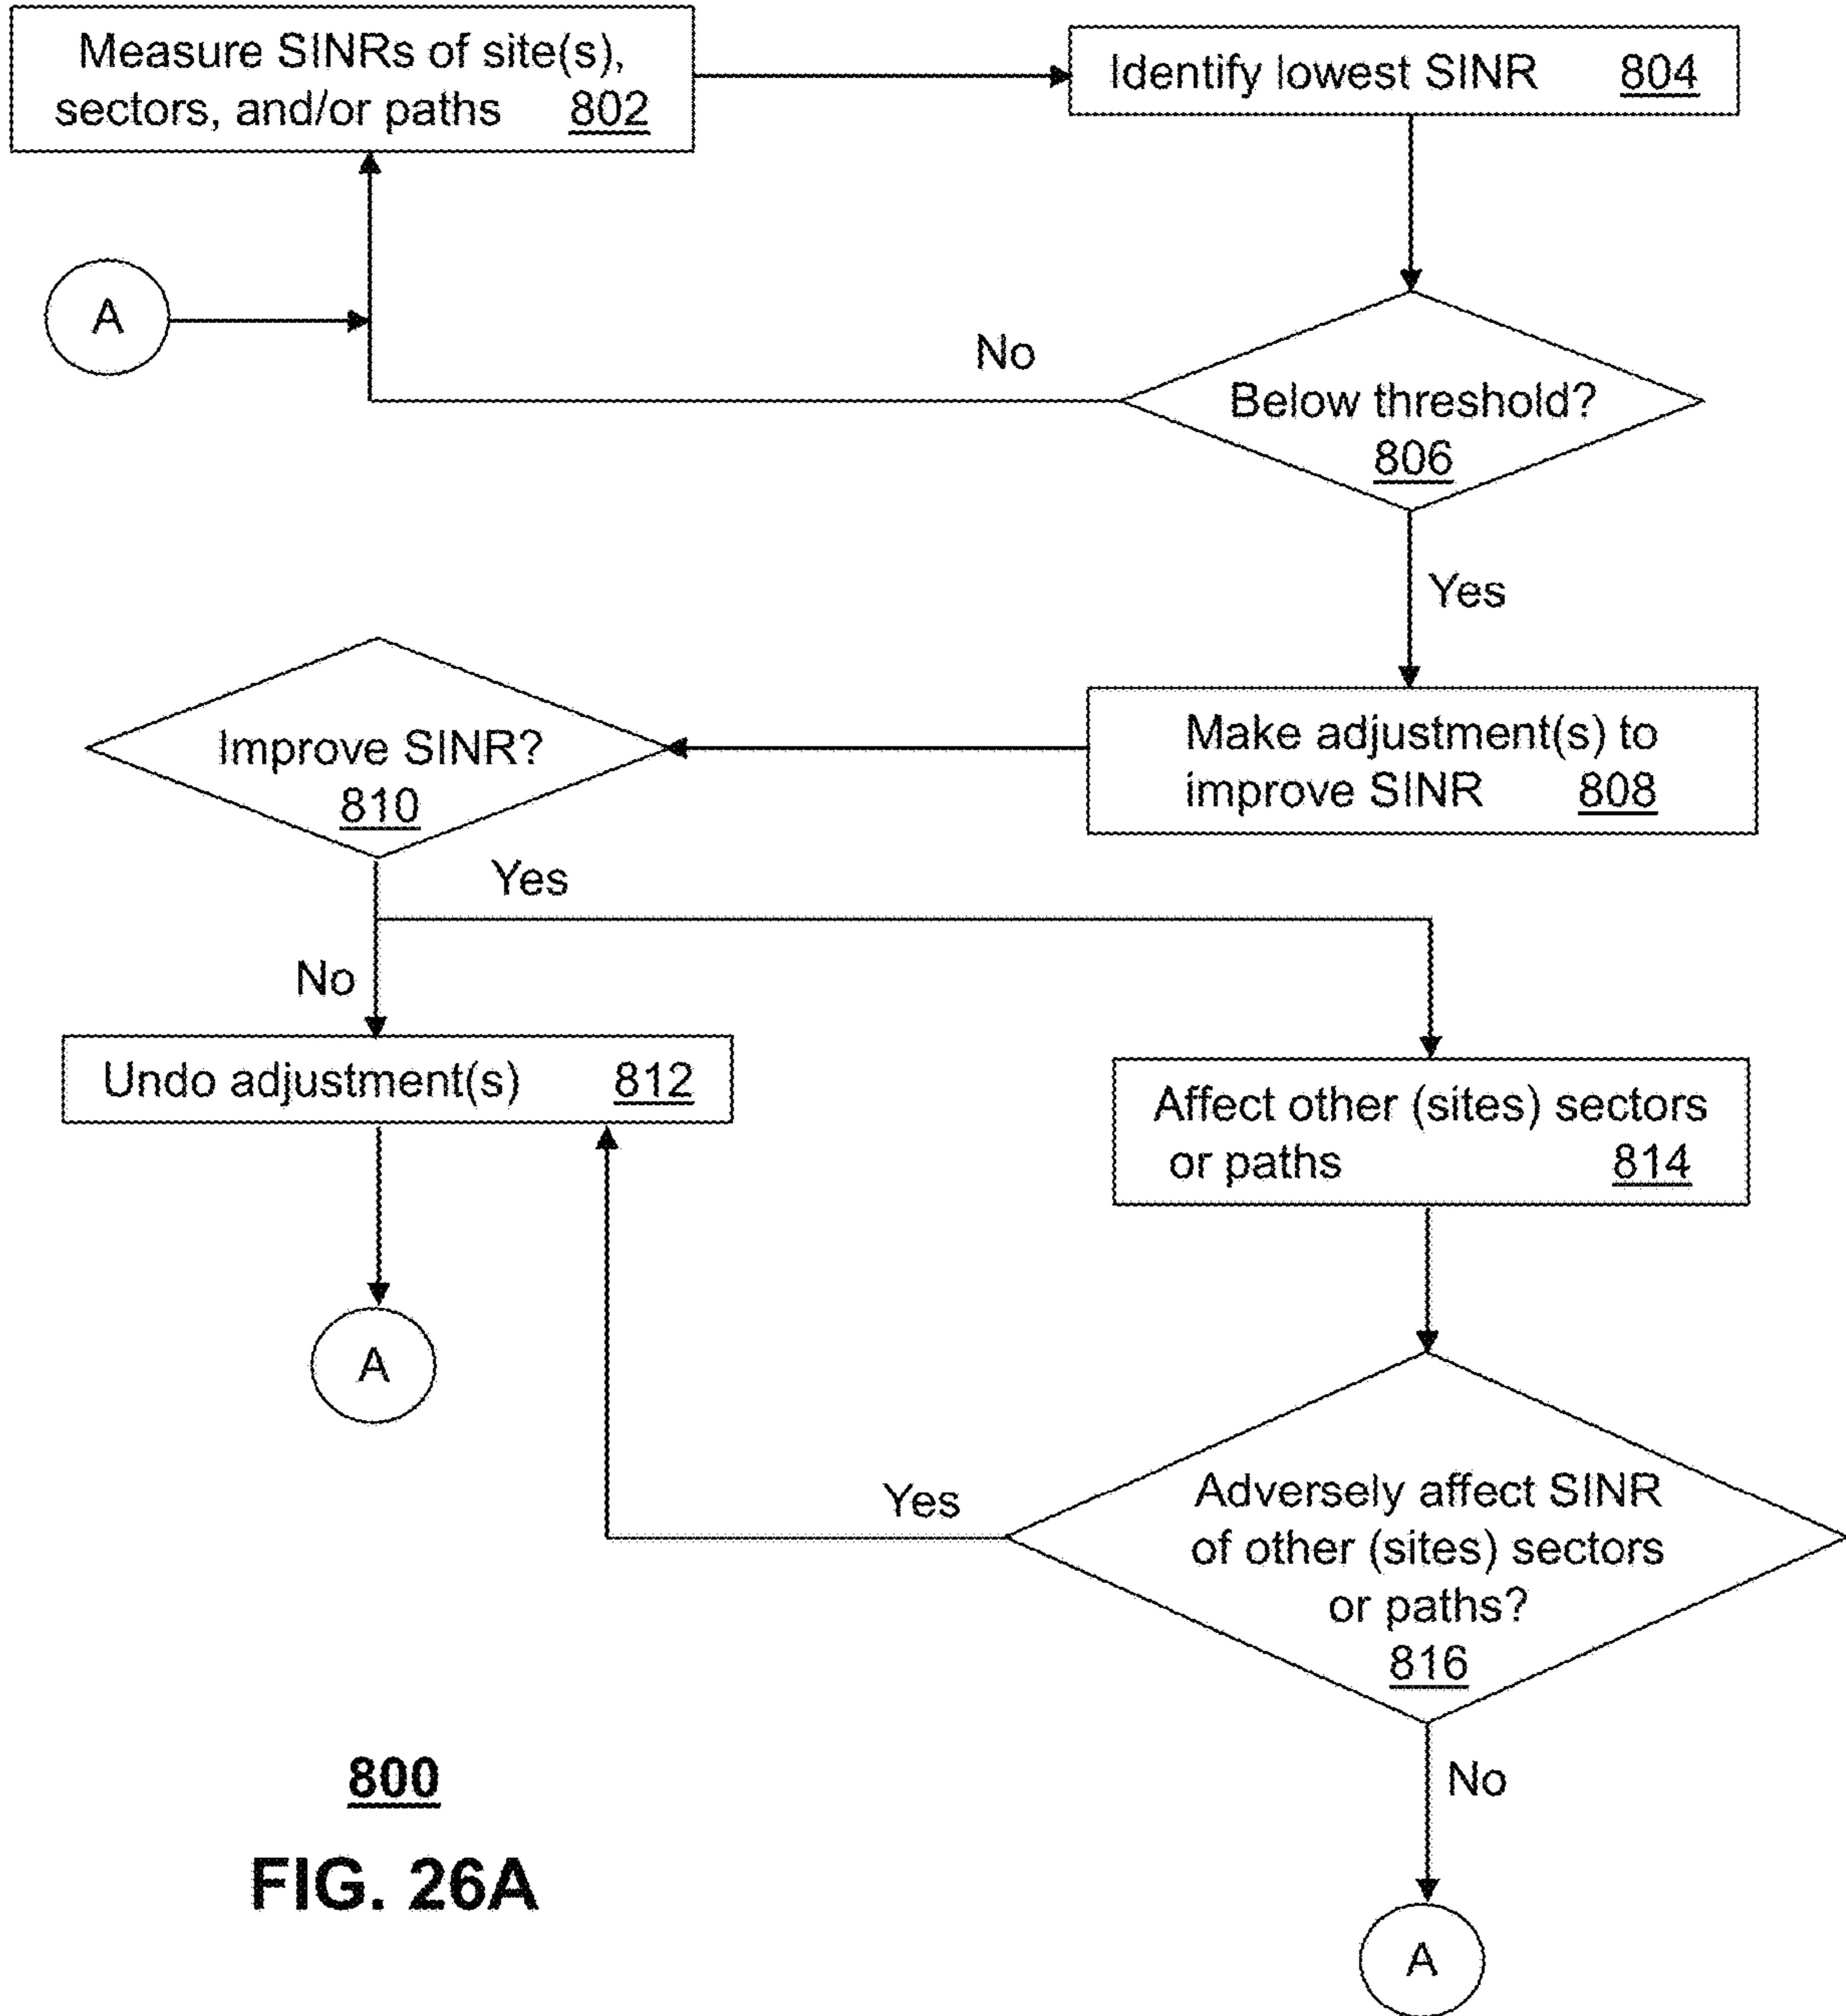 Measure SINRs of site(s),
sectors, and/or paths 802
Identify lowest SINR 804
A
No
Below threshold?
806
Yes
Improve SINR?
810
Make adjustment(s) to
improve SINR 808
Yes
No
Undo adjustment(s) 812
Affect other (sites) sectors
or paths 814
A
Yes
Adversely affect SINR
of other (sites) sectors
or paths?
816
No
800
FIG. 26A
A